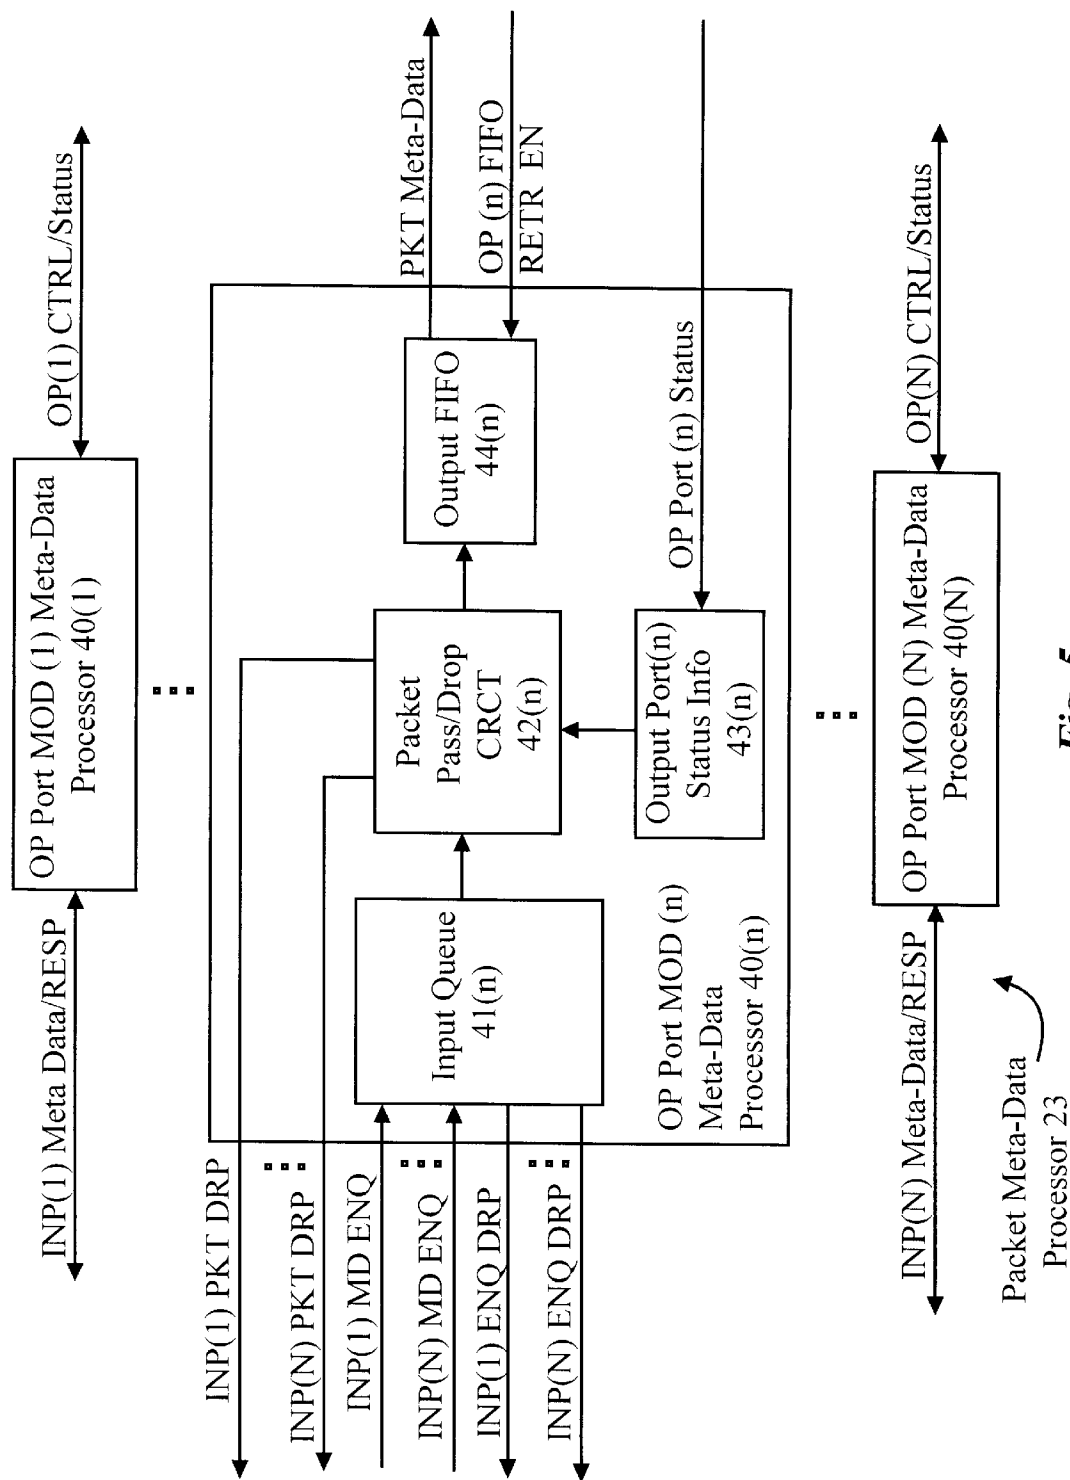 INP(1) Meta Data/RESP
OP Port MOD (1) Meta-Data
Processor 40(1)
OP(1) CTRL/Status
INP(1) PKT DRP
INP(N) PKT DRP
INP(1) MD ENQ
INP(N) MD ENQ
INP(1) ENQ DRP
INP(N) ENQ DRP
Input Queue
41(n)
Packet
Pass/Drop
CRCT
42(n)
Output FIFO
44(n)
PKT Meta-Data
OP (n) FIFO
RETR EN
Output Port(n)
Status Info
43(n)
OP Port (n) Status
OP Port MOD (n)
Meta-Data
Processor 40(n)
INP(N) Meta-Data/RESP
OP Port MOD (N) Meta-Data
Processor 40(N)
OP(N) CTRL/Status
Packet Meta-Data
Processor 23